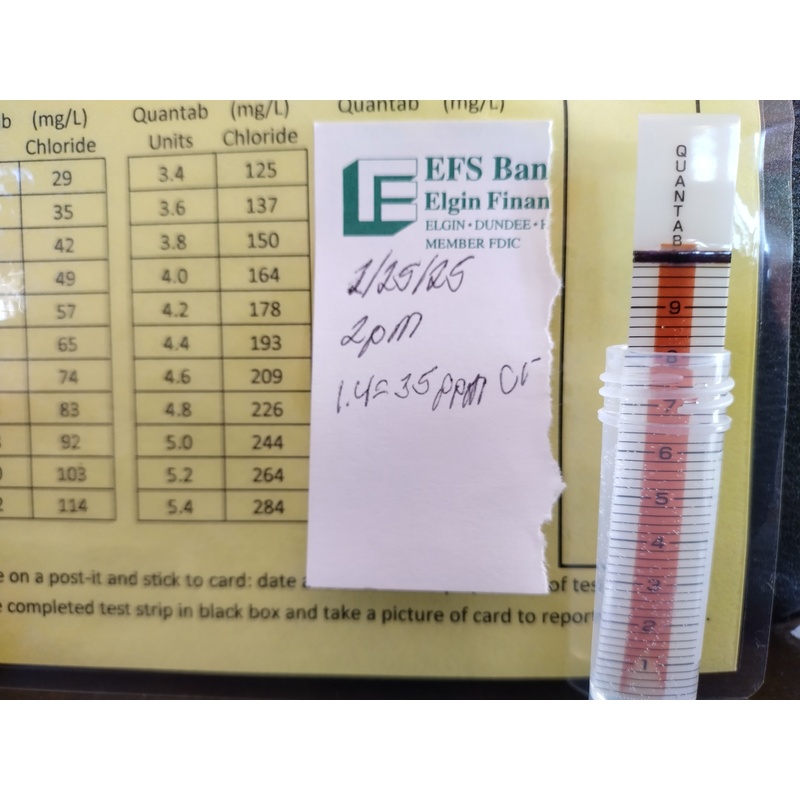 b (mg/L) Quantab (mg/L) Quantab (mg/L)
Chloride Units Chloride
29 3.4 125
35 3.6 137
42 3.8 150
49 4.0 164
57 4.2 178
65 4.4 193
74 4.6 209
83 4.8 226
92 5.0 244
103 5.2 264
114 5.4 284
EFS Ban
Elgin Finan
ELGIN • DUNDEE •
MEMBER FDIC
2/25/25
2pm
1.4=35ppm
e on a post-it and stick to card: date of tes
completed test strip in black box and take a picture of card to repor
QUANTAB
9
8
7
6
5
4
3
2
1